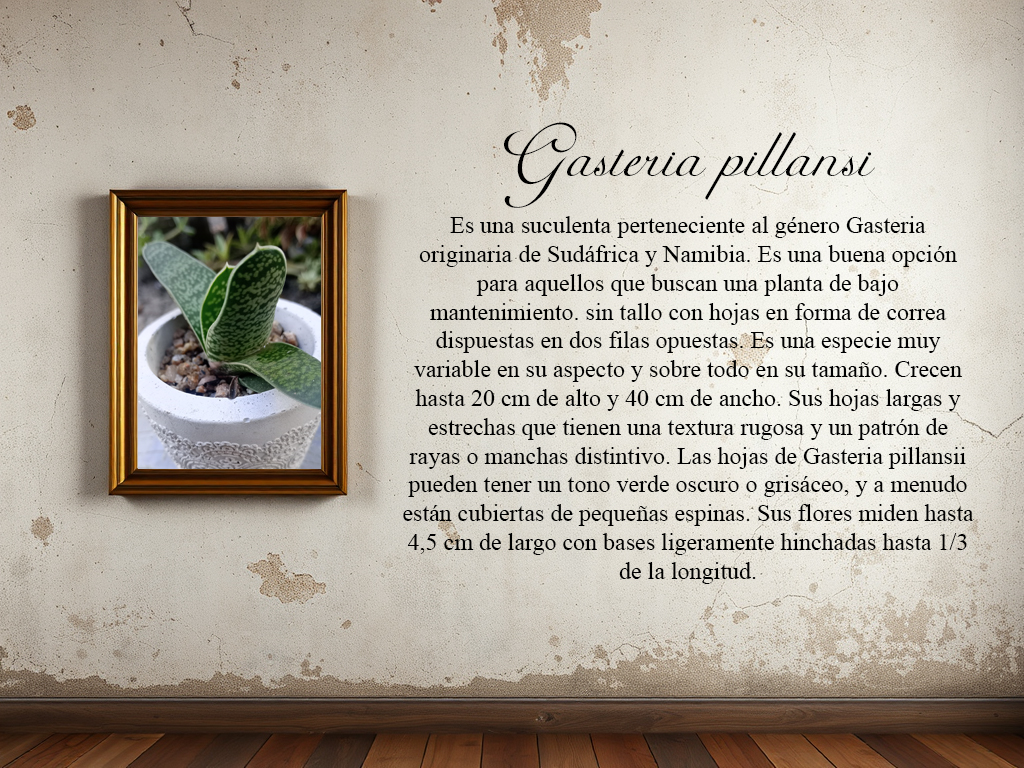 Gasteria pillansi
Es una suculenta perteneciente al género Gasteria
originaria de Sudáfrica y Namibia. Es una buena opción
para aquellos que buscan una planta de bajo
mantenimiento. sin tallo con hojas en forma de correa
dispuestas en dos filas opuestas. Es una especie muy
variable en su aspecto y sobre todo en su tamaño. Crecen
hasta 20 cm de alto y 40 cm de ancho. Sus hojas largas y
estrechas que tienen una textura rugosa y un patrón de
rayas o manchas distintivo. Las hojas de Gasteria pillansii
pueden tener un tono verde oscuro o grisáceo, y a menudo
están cubiertas de pequeñas espinas. Sus flores miden hasta
4,5 cm de largo con bases ligeramente hinchadas hasta 1/3
de la longitud.